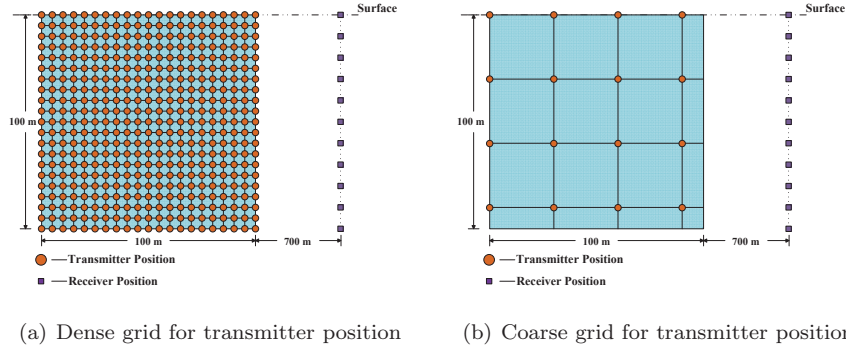 Surface
100 m
100 m
700 m
—Transmitter Position
—Receiver Position
(a) Dense grid for transmitter position
Surface
100 m
100 m
700 m
—Transmitter Position
—Receiver Position
(b) Coarse grid for transmitter position